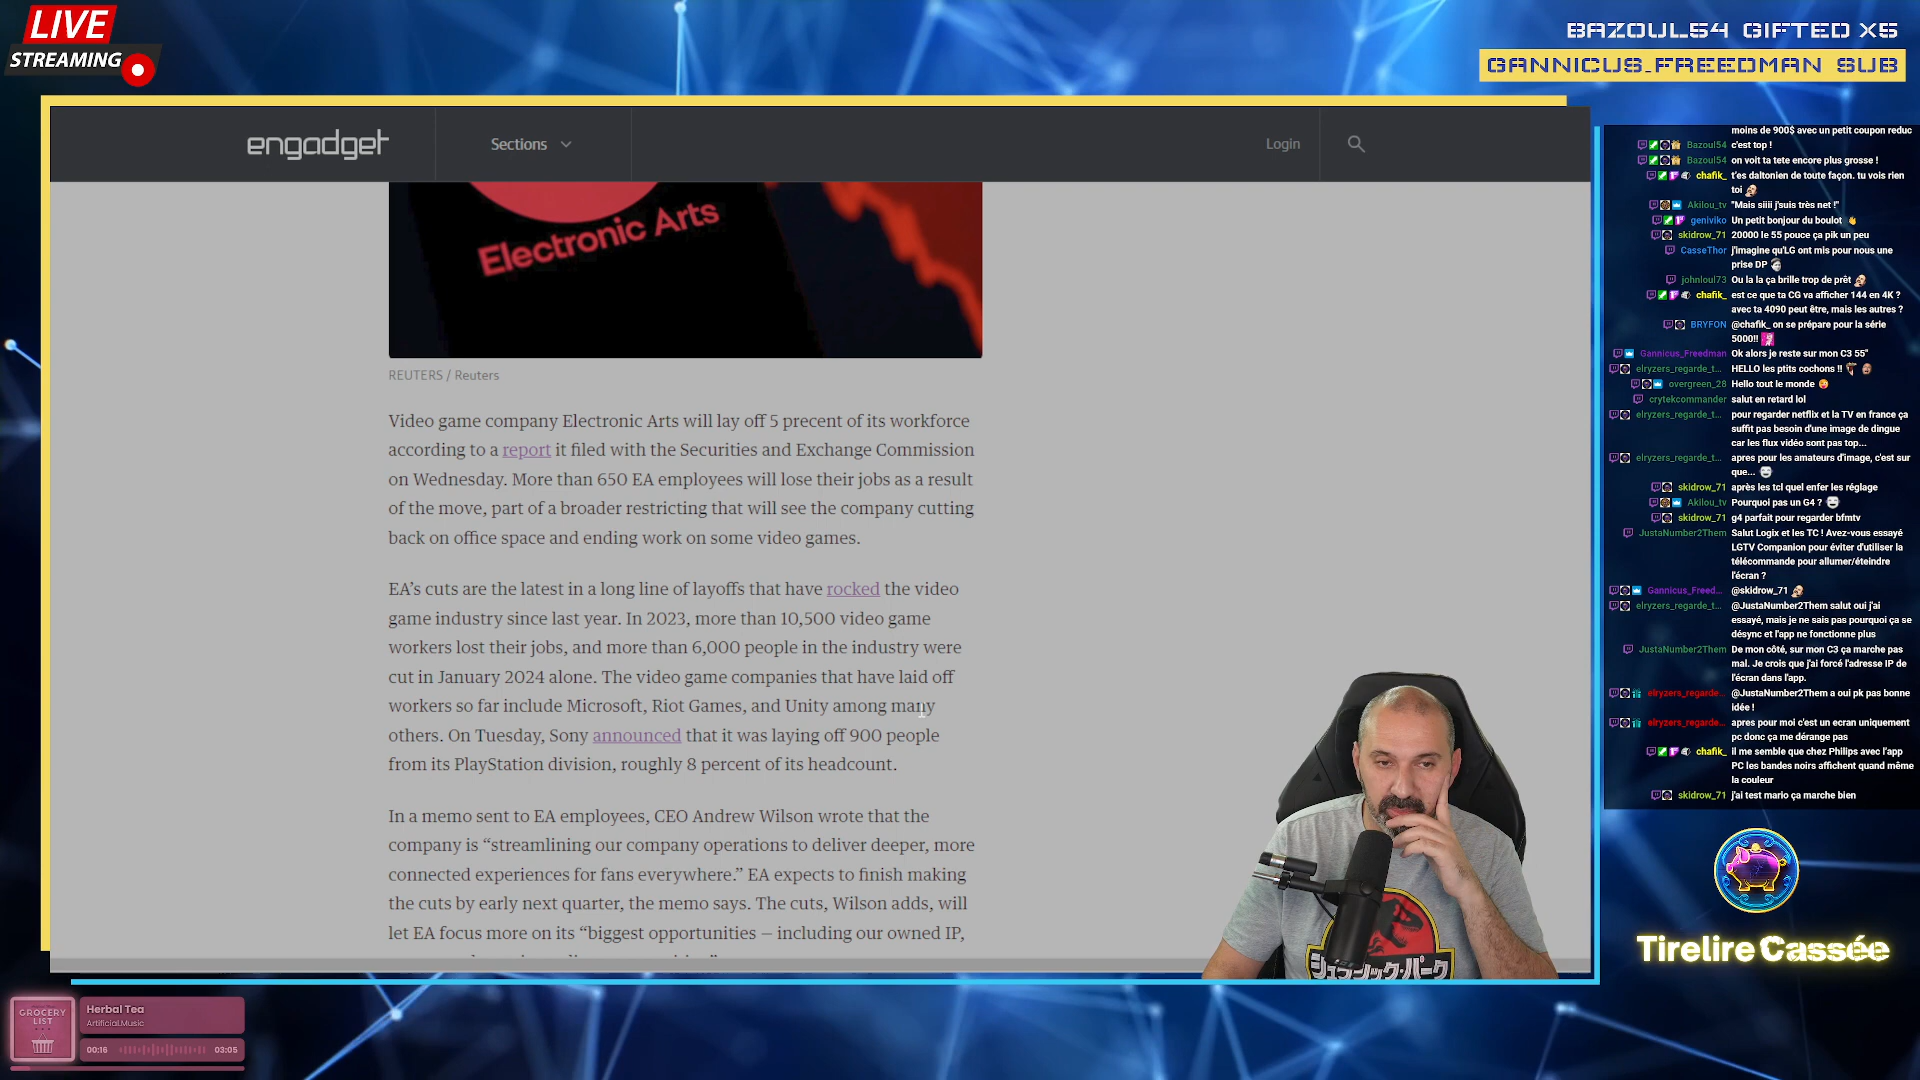 LIVE
STREAMING
BAZOUL54 GIFTED X5
GANNICUS_FREEDMAN SUB
engadget
Sections
Login
Electronic Arts
REUTERS / Reuters
Video game company Electronic Arts will lay off 5 precent of its workforce
according to a report it filed with the Securities and Exchange Commission
on Wednesday. More than 650 EA employees will lose their jobs as a result
of the move, part of a broader restricting that will see the company cutting
back on office space and ending work on some video games.
EA’s cuts are the latest in a long line of layoffs that have rocked the video
game industry since last year. In 2023, more than 10,500 video game
workers lost their jobs, and more than 6,000 people in the industry were
cut in January 2024 alone. The video game companies that have laid off
workers so far include Microsoft, Riot Games, and Unity among many
others. On Tuesday, Sony announced that it was laying off 900 people
from its PlayStation division, roughly 8 percent of its headcount.
In a memo sent to EA employees, CEO Andrew Wilson wrote that the
company is “streamlining our company operations to deliver deeper, more
connected experiences for fans everywhere.” EA expects to finish making
the cuts by early next quarter, the memo says. The cuts, Wilson adds, will
let EA focus more on its “biggest opportunities — including our owned IP,
moins de 900$ avec un petit coupon reduc
Bazoul54 c'est top !
Bazoul54 on voit ta tete encore plus grosse !
chafik_ t'es daltonien de toute façon. tu vois rien
toi
Akilou_tv "Mais siiii j'suis très net !"
geniviko Un petit bonjour du boulot
skidrow_71 20000 le 55 pouce ça pik un peu
CasseThor j'imagine qu'LG ont mis pour nous une
prise DP
johnloul73 Ou la la ça brille trop de prêt
chafik_ est ce que ta CG va afficher 144 en 4K ?
avec ta 4090 peut être, mais les autres ?
BRYFON @chafik_ on se prépare pour la série
5000!!
Gannicus_Freedman Ok alors je reste sur mon C3 55"
elryzers_regarde_t... HELLO les ptits cochons !!
overgreen_28 Hello tout le monde
crytekcommander salut en retard lol
elryzers_regarde_t... pour regarder netflix et la TV en france ça
suffit pas besoin d'une image de dingue
car les flux vidéo sont pas top...
elryzers_regarde_t... apres pour les amateurs d'image, c'est sur
que...
skidrow_71 après les tcl quel enfer les réglage
Akilou_tv Pourquoi pas un G4 ?
skidrow_71 g4 parfait pour regarder bfmtv
JustaNumber2Them Salut Logix et les TC ! Avez-vous essayé
LGTV Companion pour éviter d'utiliser la
télécommande pour allumer/éteindre
l'écran ?
Gannicus_Freed... @skidrow_71
elryzers_regarde_t... @JustaNumber2Them salut oui j'ai
essayé, mais je ne sais pas pourquoi ça se
désync et l'app ne fonctionne plus
JustaNumber2Them De mon côté, sur mon C3 ça marche pas
mal. Je crois que j'ai forcé l'adresse IP de
l'écran dans l'app.
elryzers_regarde... @JustaNumber2Them a oui pk pas bonne
idée !
elryzers_regarde... apres pour moi c'est un ecran uniquement
pc donc ça me dérange pas
chafik_ il me semble que chez Philips avec l'app
PC les bandes noirs affichent quand même
la couleur
skidrow_71 j'ai test mario ça marche bien
Tirelire Cassée
ジュラシック・パーク
GROCERY
LIST
Herbal Tea
Artificial.Music
00:16
03:05